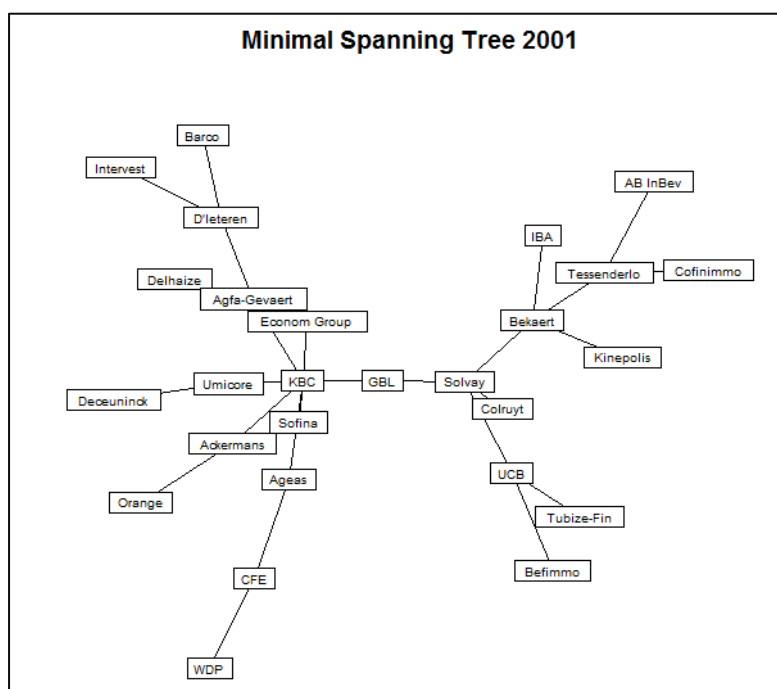 Minimal Spanning Tree 2001
Barco
Intervest
AB InBev
D'Ieteren
IBA
Tessenderlo
Cofinimmo
Delhaize
Agfa-Gevaert
Econom Group
Bekaert
Kinepolis
Umicore
KBC
GBL
Solvay
Deceuninck
Colruyt
Sofina
Ackermans
UCB
Ageas
Orange
Tubize-Fin
Befimmo
CFE
WDP